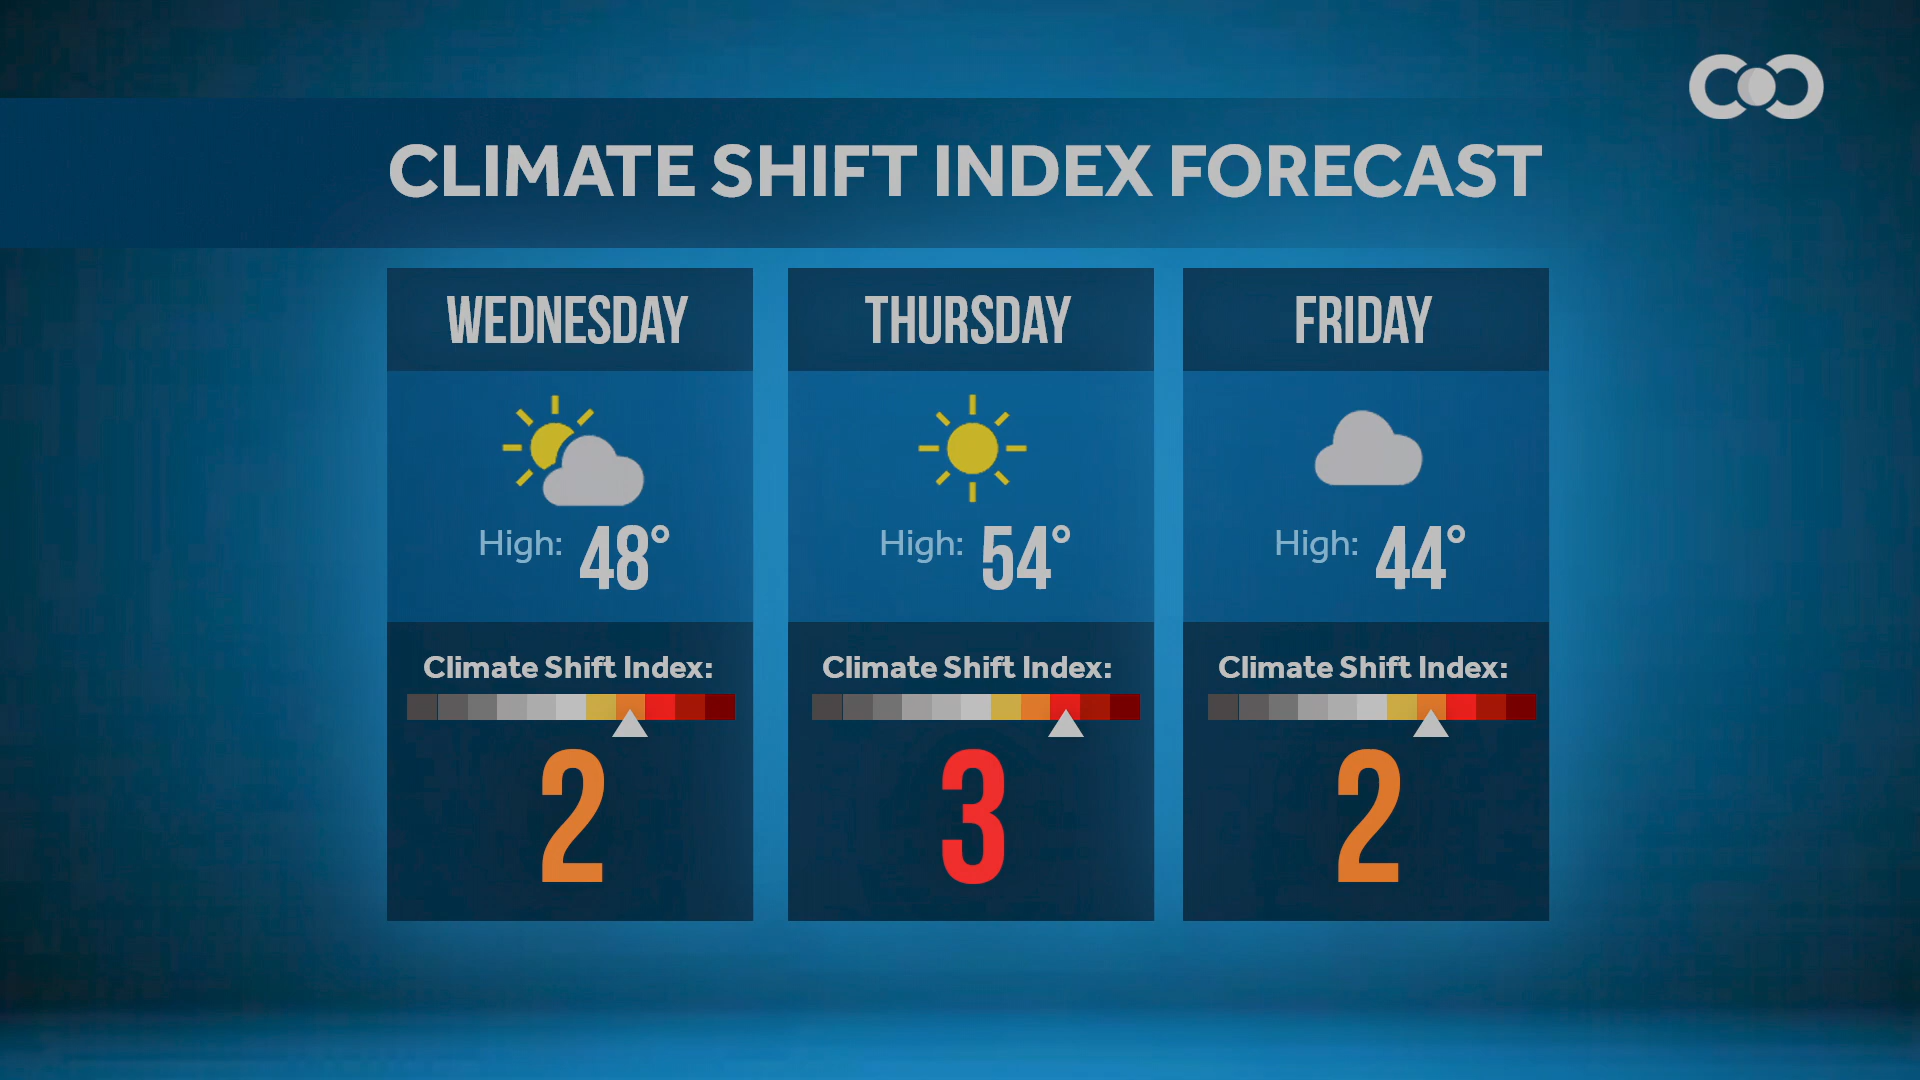 CLIMATE SHIFT INDEX FORECAST
WEDNESDAY
High: 48°
Climate Shift Index:
2
THURSDAY
High: 54°
Climate Shift Index:
3
FRIDAY
High: 44°
Climate Shift Index:
2